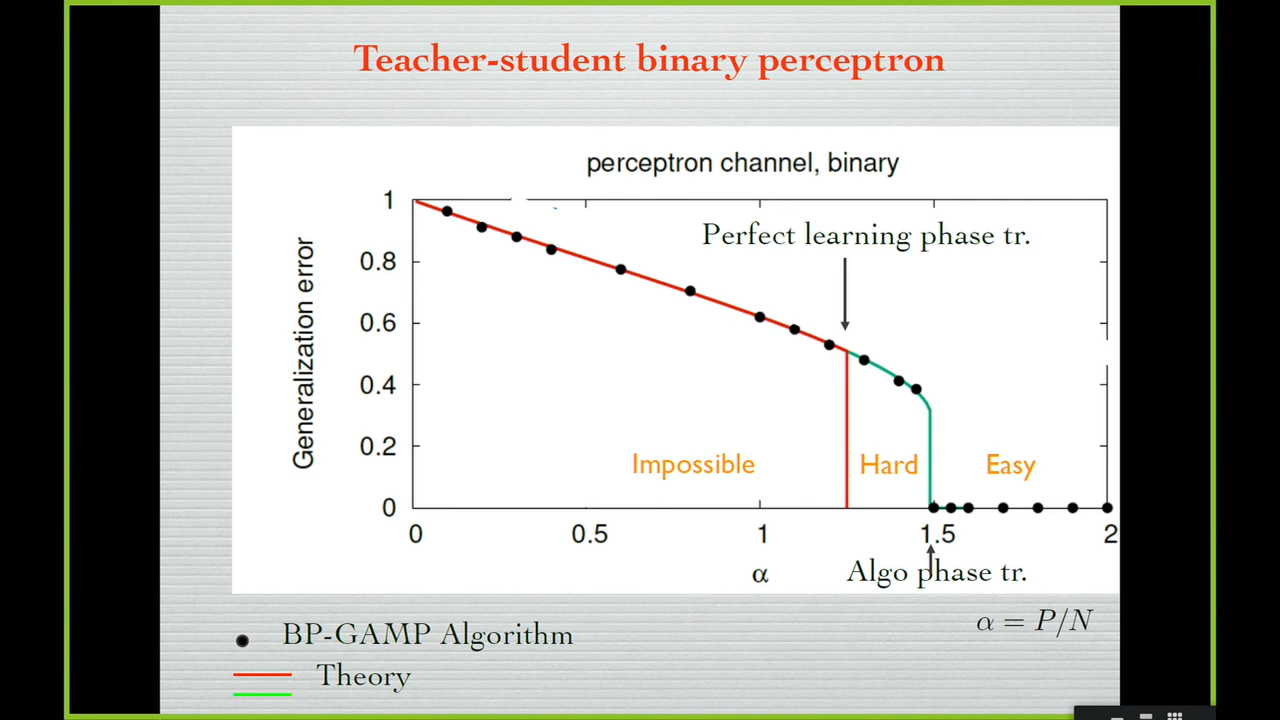 Teacher-student binary perceptron
perceptron channel, binary
Generalization error
1
0.8
0.6
0.4
0.2
0
Perfect learning phase tr.
Impossible
Hard
Easy
0
0.5
1
1.5
2
α
Algo phase tr.
α = P/N
BP-GAMP Algorithm
Theory